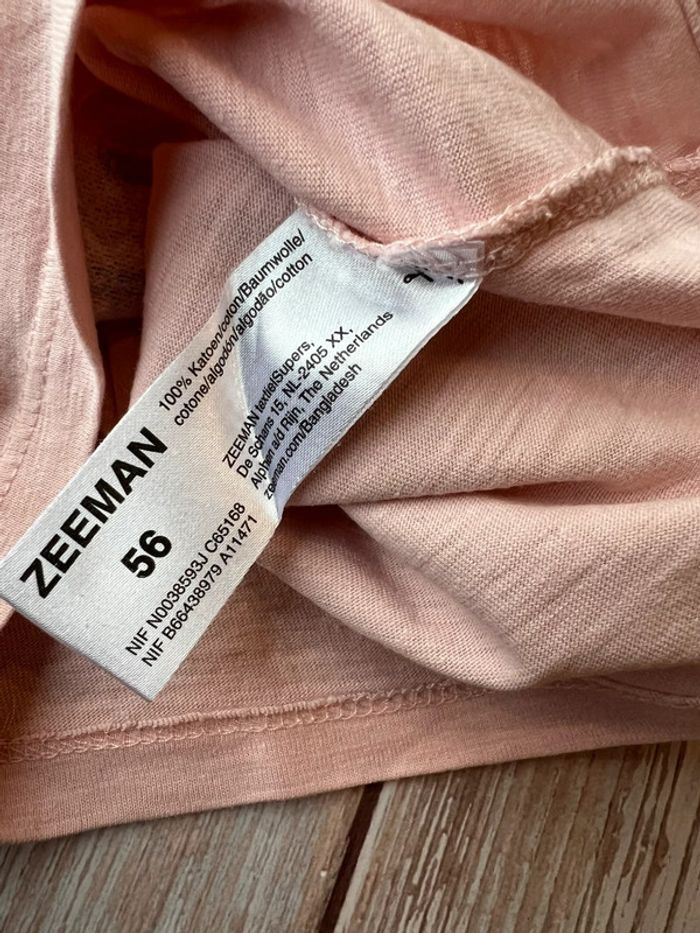 ZEEMAN
56
NIF N0038593J C65168
NIF B66438979 A11471
100% Katoen/coton/Baumwolle/
cotone/algodón/algodão/cotton
ZEEMAN textielSupers,
De Schans 15, NL-2405 XX,
Alphen a/d Rijn, The Netherlands
zeeman.com/Bangladesh